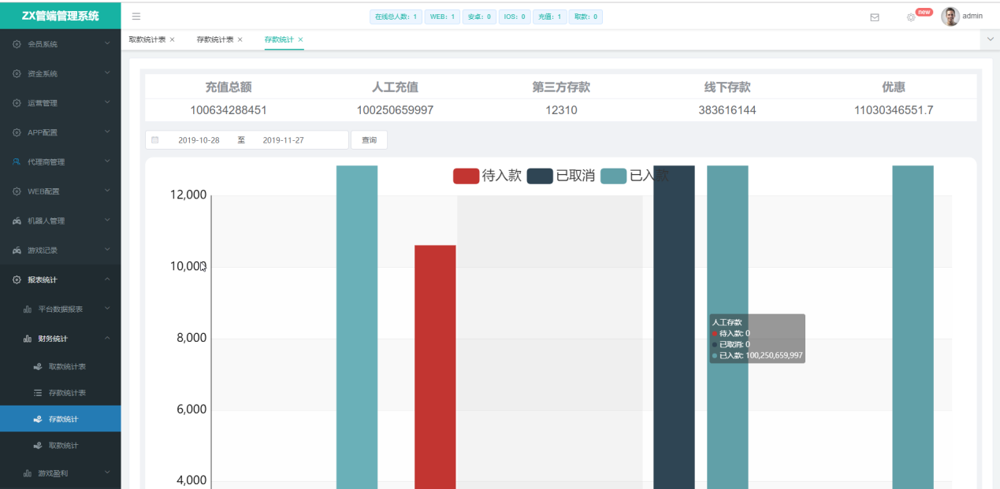 ZX管端管理系统
在线总人数：1 WEB：1 安卓：0 IOS：0 充值：1 取款：0
new
admin
取款统计表 × 存款统计表 × 存款统计 ×
会员系统
资金系统
运营管理
APP配置
代理商管理
WEB配置
机器人管理
游戏记录
报表统计
平台数据报表
财务统计
取款统计表
存款统计表
存款统计
取款统计
游戏盈利
充值总额 人工充值 第三方存款 线下存款 优惠
100634288451 100250659997 12310 383616144 11030346551.7
2019-10-28 至 2019-11-27 查询
待入款 已取消 已入款
12,000
10,000
8,000
6,000
4,000
人工存款
待入款: 0
已取消: 0
已入款: 100,250,659,997